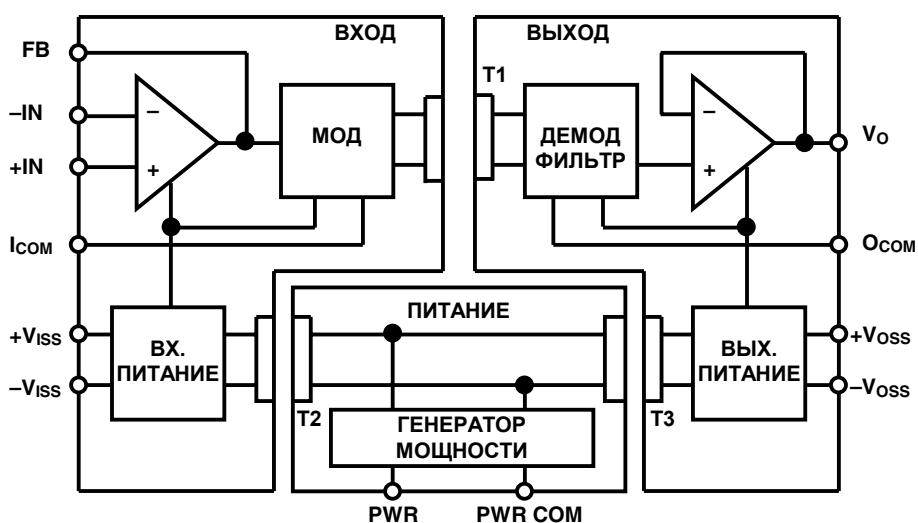 FB
ВХОД
ВЫХОД
T1
–IN
+IN
–
+
МОД
ДЕМОД
ФИЛЬТР
–
+
VO
ICOM
OCOM
ПИТАНИЕ
+VISS
–VISS
ВХ.
ПИТАНИЕ
ВЫХ.
ПИТАНИЕ
+VOSS
–VOSS
T2
T3
ГЕНЕРАТОР
МОЩНОСТИ
PWR
PWR COM